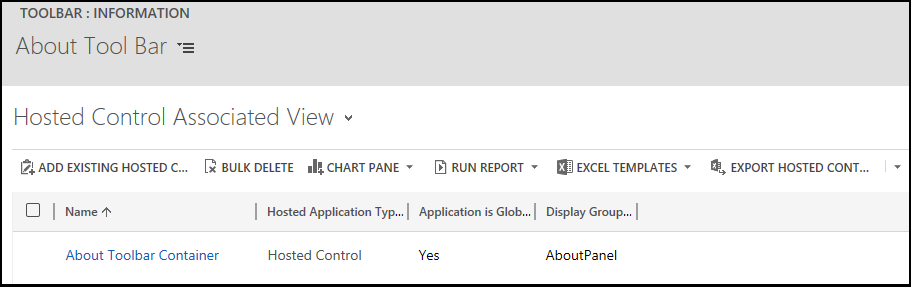 TOOLBAR : INFORMATION
About Tool Bar
Hosted Control Associated View
ADD EXISTING HOSTED C... BULK DELETE CHART PANE RUN REPORT EXCEL TEMPLATES EXPORT HOSTED CONT...
Name ↑ Hosted Application Typ... Application is Glob... Display Group...
About Toolbar Container Hosted Control Yes AboutPanel